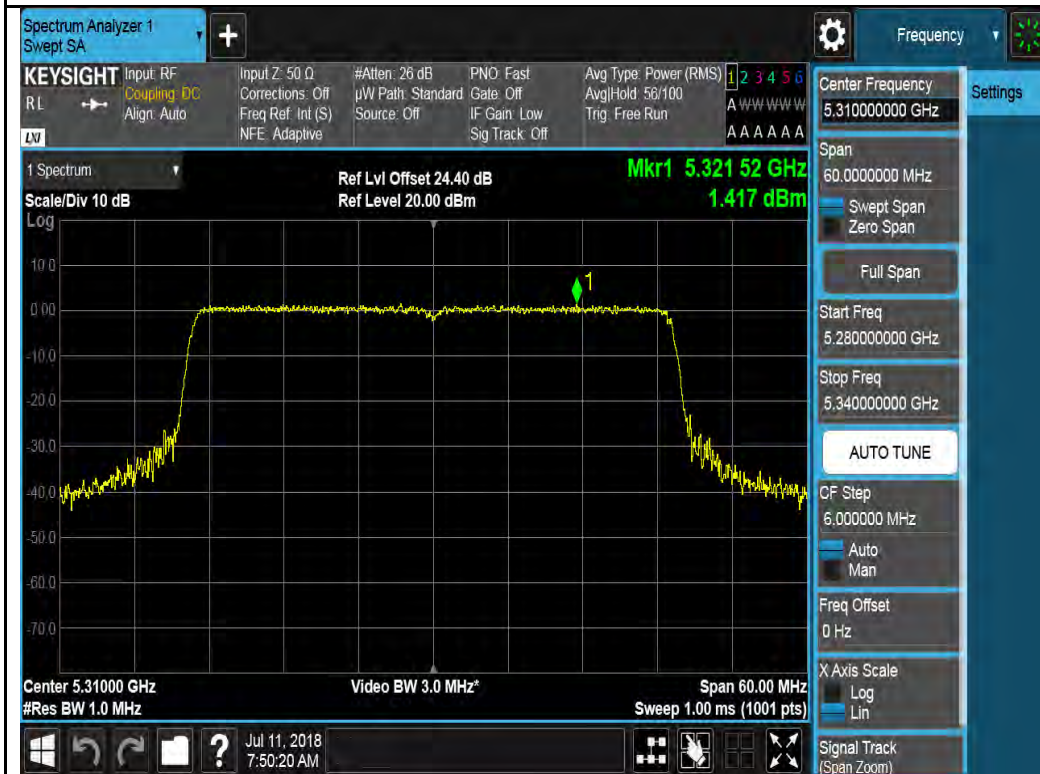 Spectrum Analyzer 1
Swept SA
+
Frequency
KEYSIGHT
RL
LXI
Input: RF
Coupling: DC
Align: Auto
Input Z: 50 Ω
Corrections: Off
Freq Ref: Int (S)
NFE: Adaptive
#Atten: 26 dB
µW Path: Standard
Source: Off
PNO: Fast
Gate: Off
IF Gain: Low
Sig Track: Off
Avg Type: Power (RMS)
Avg|Hold: 56/100
Trig: Free Run
1 2 3 4 5 6
A W W W W W
A A A A A A
Center Frequency
5.310000000 GHz
Settings
Span
60.0000000 MHz
Swept Span
Zero Span
Full Span
Start Freq
5.280000000 GHz
Stop Freq
5.340000000 GHz
AUTO TUNE
CF Step
6.000000 MHz
Auto
Man
Freq Offset
0 Hz
X Axis Scale
Log
Lin
Signal Track
(Span Zoom)
1 Spectrum
Scale/Div 10 dB
Log
Ref Lvl Offset 24.40 dB
Ref Level 20.00 dBm
Mkr1 5.321 52 GHz
1.417 dBm
1
10.0
0.00
-10.0
-20.0
-30.0
-40.0
-50.0
-60.0
-70.0
Center 5.31000 GHz
#Res BW 1.0 MHz
Video BW 3.0 MHz*
Span 60.00 MHz
Sweep 1.00 ms (1001 pts)
?
Jul 11, 2018
7:50:20 AM